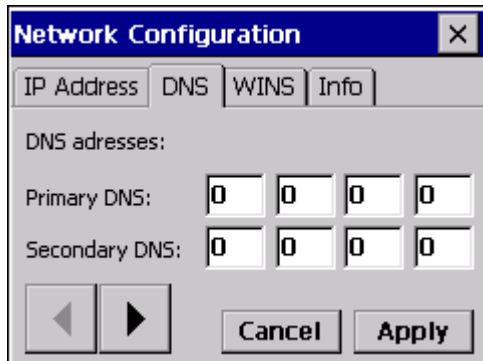 Network Configuration
IP Address DNS WINS Info
DNS adresses:
Primary DNS: 0 0 0 0
Secondary DNS: 0 0 0 0
Cancel Apply